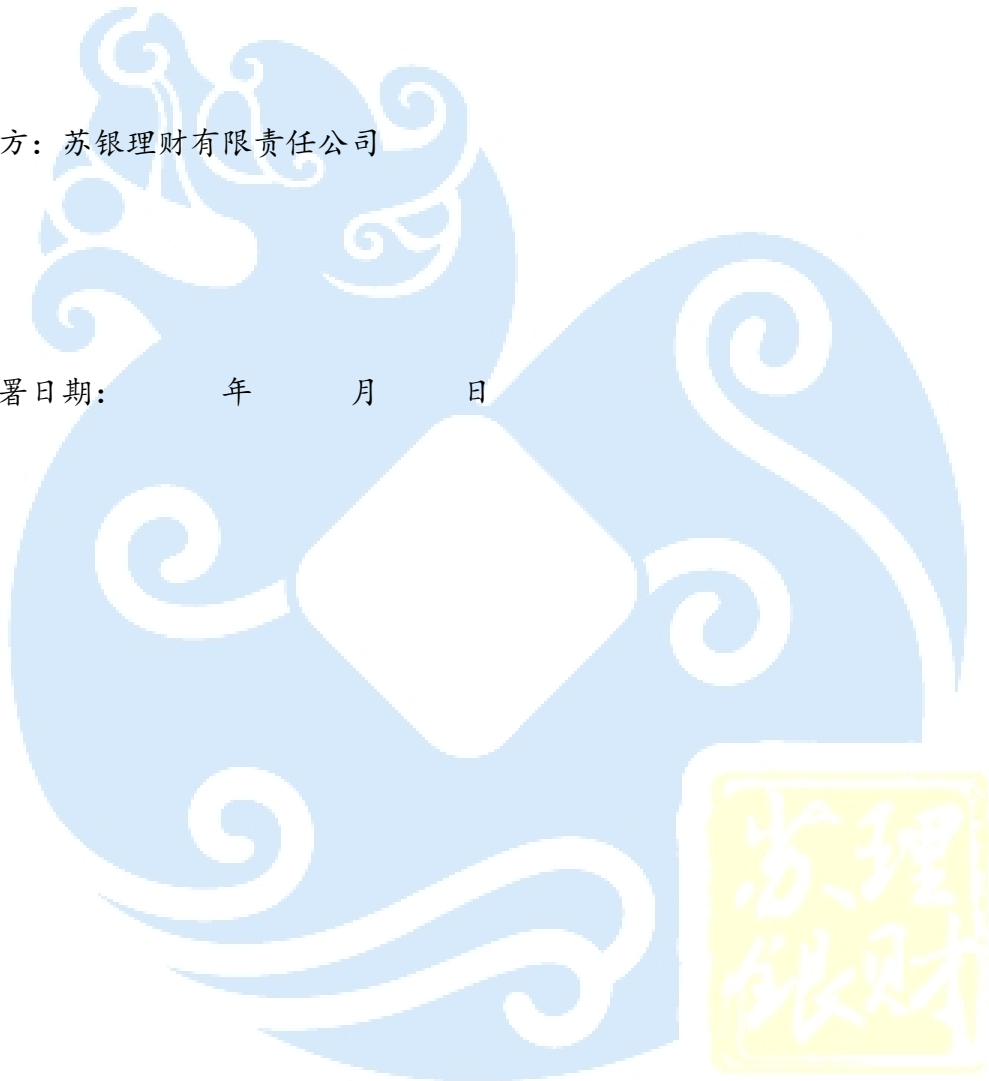 方：苏银理财有限责任公司
署日期： 年 月 日
苏理
银财